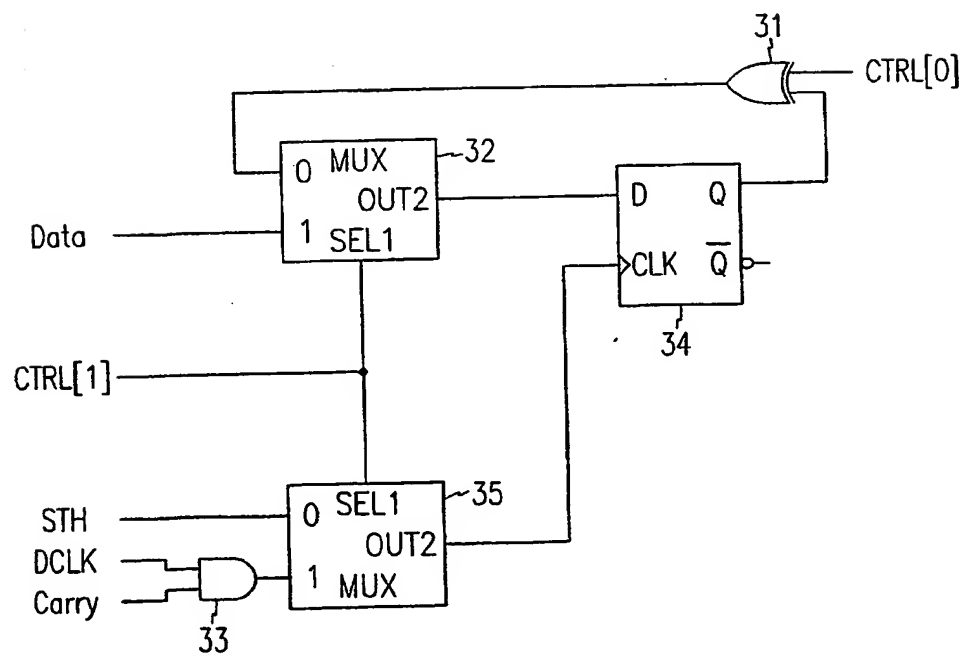 31
CTRL[0]
0 MUX
32
OUT2
Data
1 SEL1
D Q
CLK Q̅
34
CTRL[1]
STH
0 SEL1
35
OUT2
DCLK
1 MUX
Carry
33